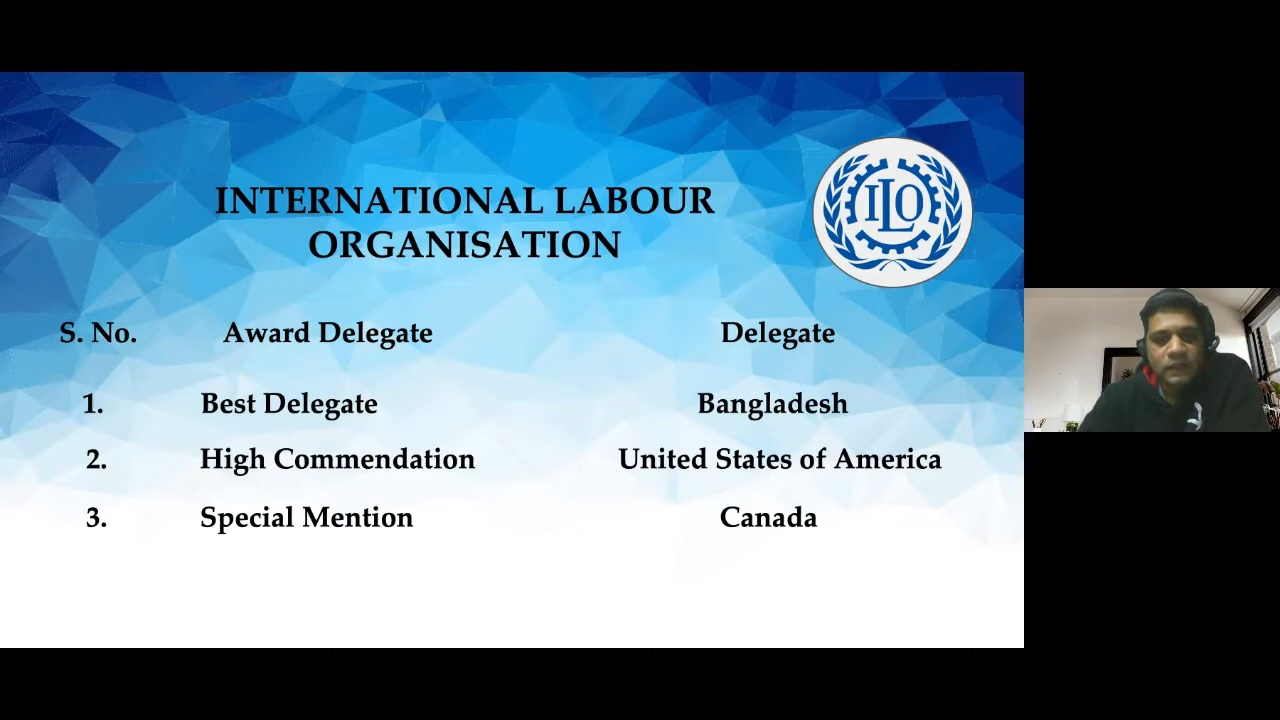 INTERNATIONAL LABOUR
ORGANISATION
ILO
S. No. Award Delegate Delegate
1. Best Delegate Bangladesh
2. High Commendation United States of America
3. Special Mention Canada